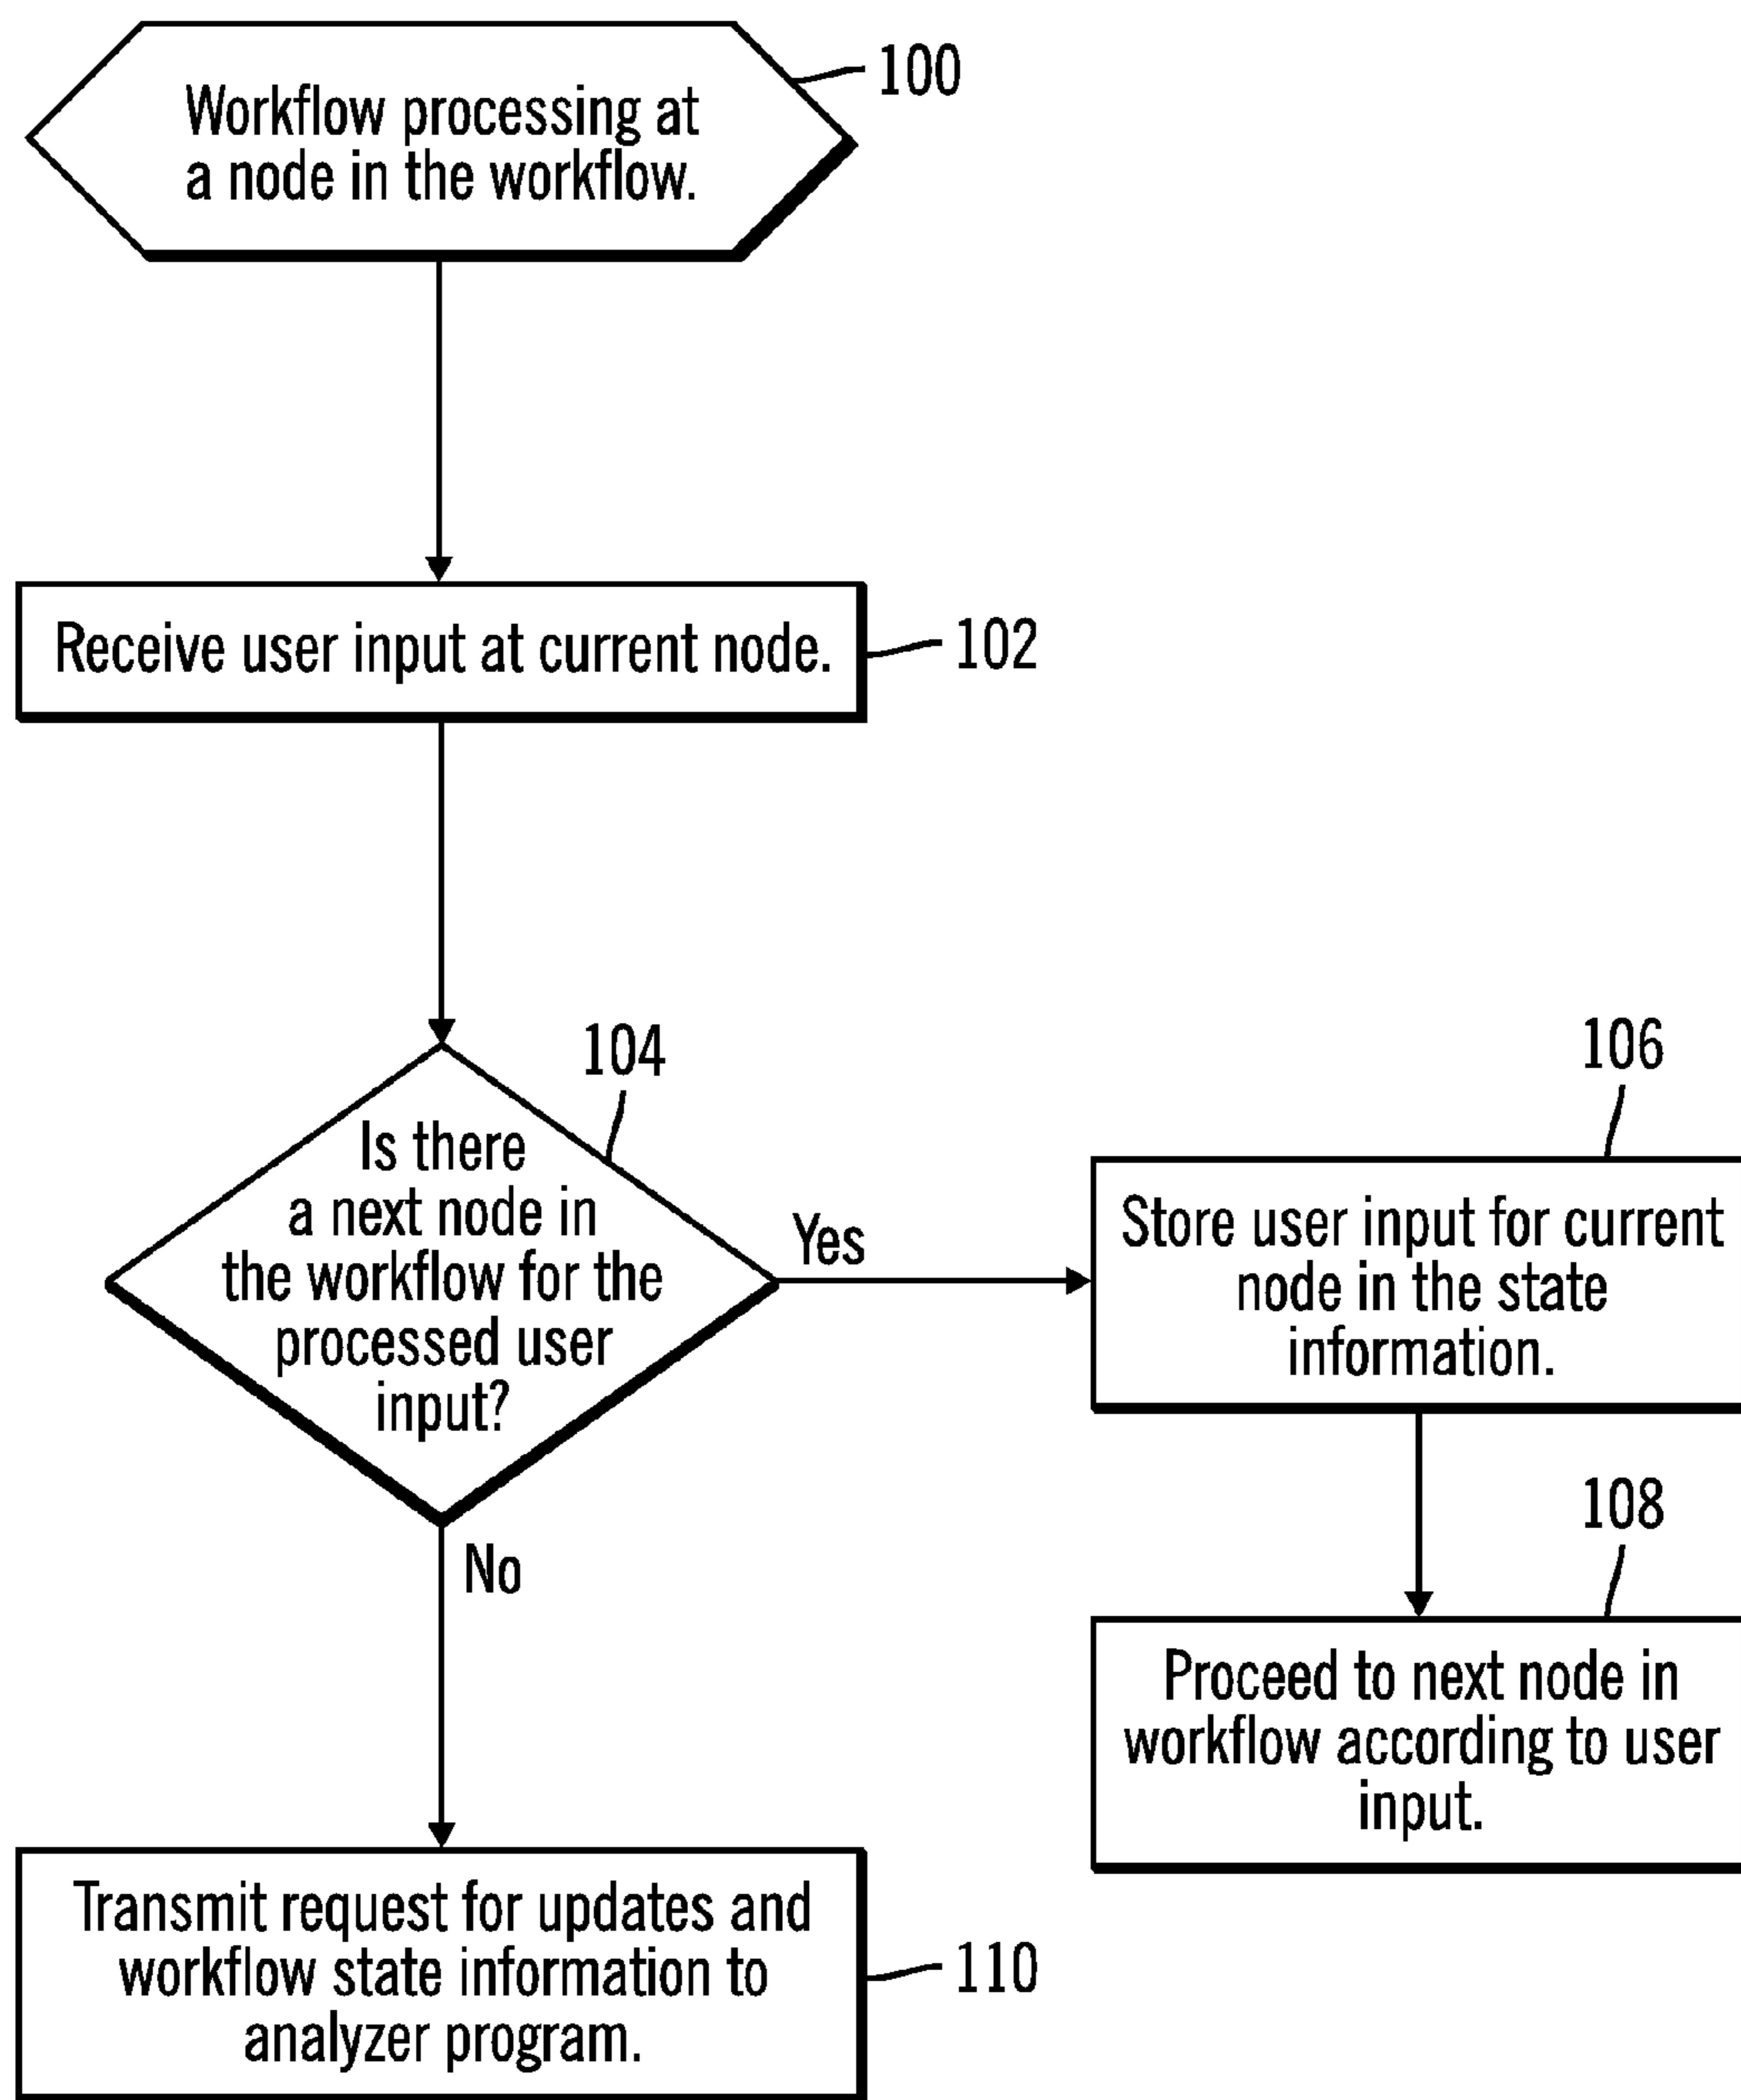 Workflow processing at
a node in the workflow.
100
Receive user input at current node.
102
104
Is there
a next node in
the workflow for the
processed user
input?
Yes
No
106
Store user input for current
node in the state
information.
108
Proceed to next node in
workflow according to user
input.
Transmit request for updates and
workflow state information to
analyzer program.
110